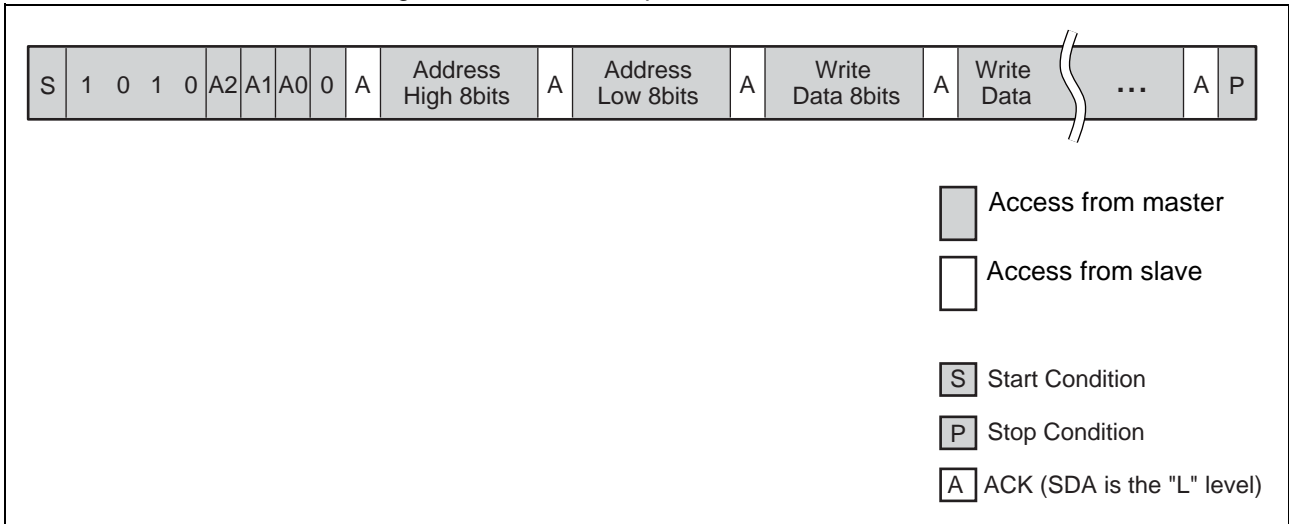 S 1 0 1 0 A2 A1 A0 0 A Address High 8bits A Address Low 8bits A Write Data 8bits A Write Data ... A P
Access from master
Access from slave
S Start Condition
P Stop Condition
A ACK (SDA is the "L" level)